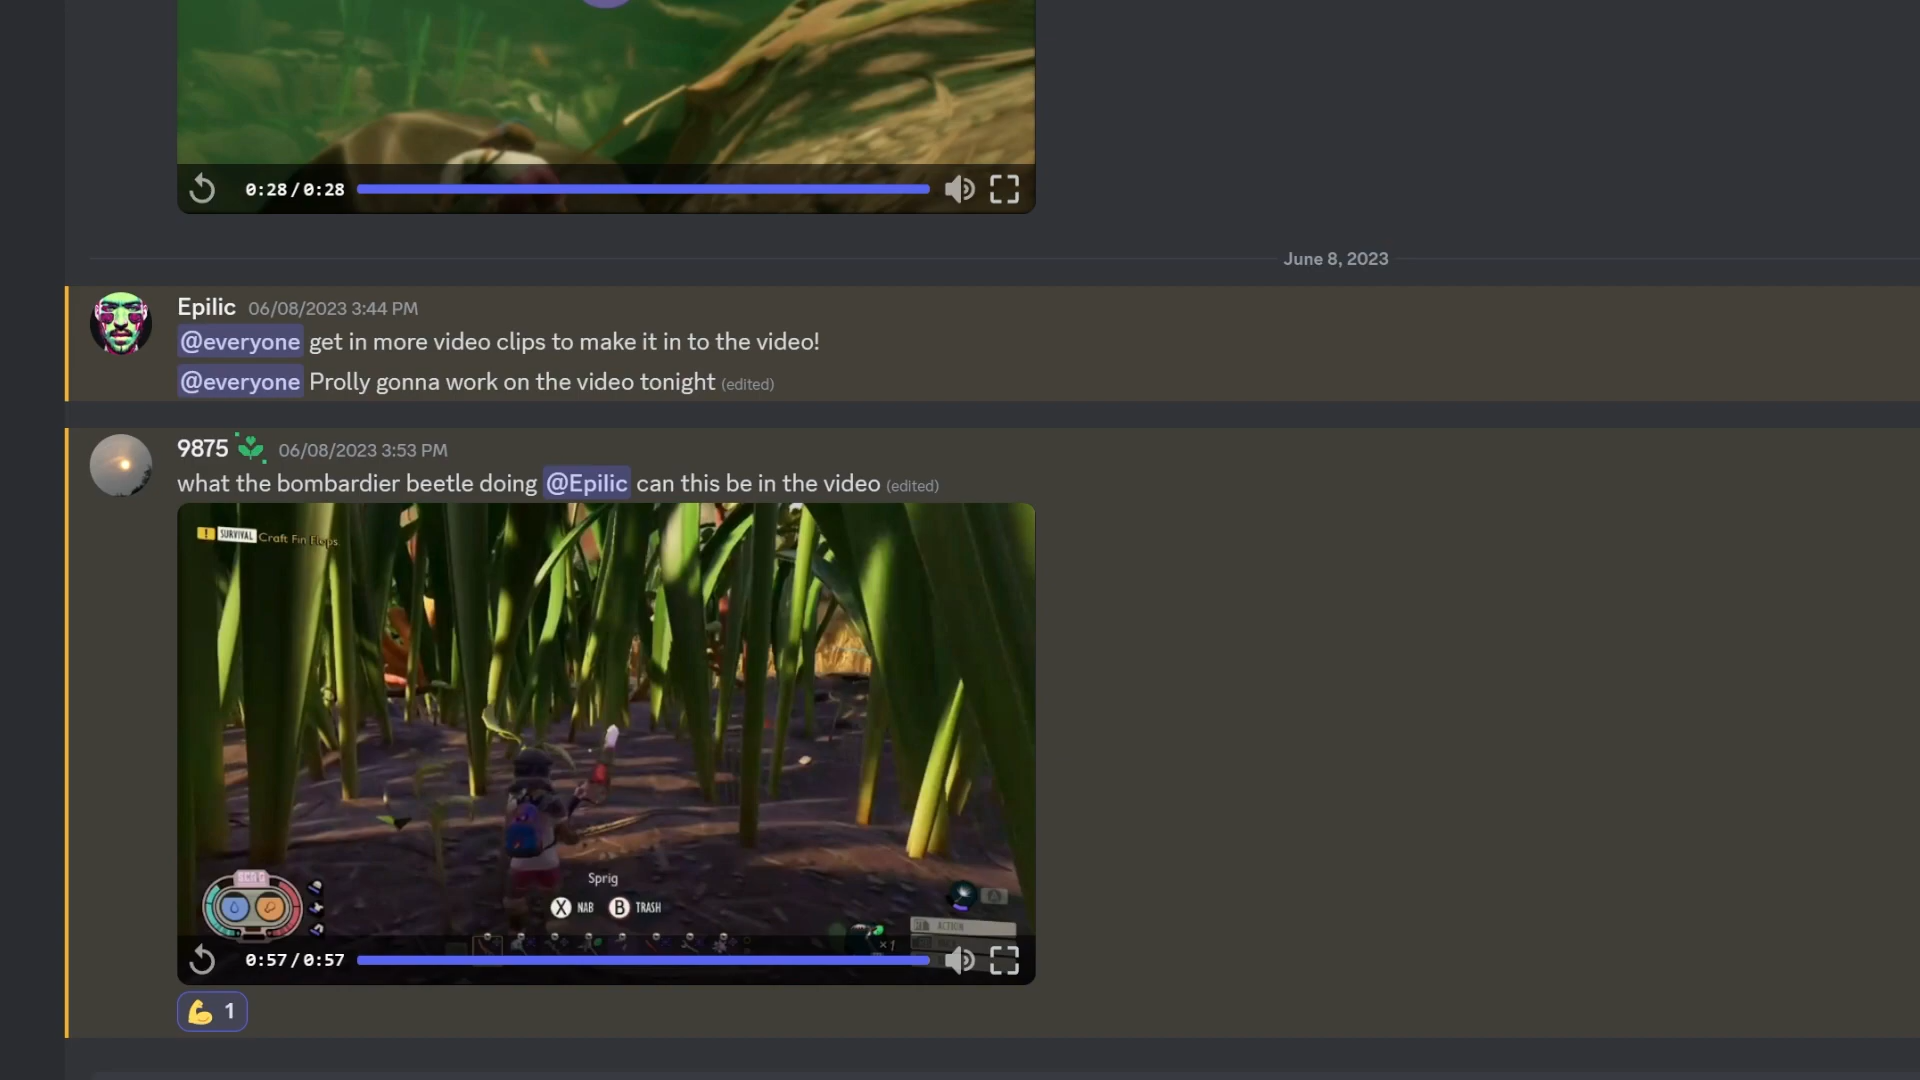 0:28/0:28
June 8, 2023
Epilic 06/08/2023 3:44 PM
@everyone get in more video clips to make it in to the video!
@everyone Prolly gonna work on the video tonight (edited)
9875 06/08/2023 3:53 PM
what the bombardier beetle doing @Epilic can this be in the video (edited)
! SURVIVAL Craft Fin Flops.
Sprig
X NAB B TRASH
A
ACTION
×1
0:57/0:57
1